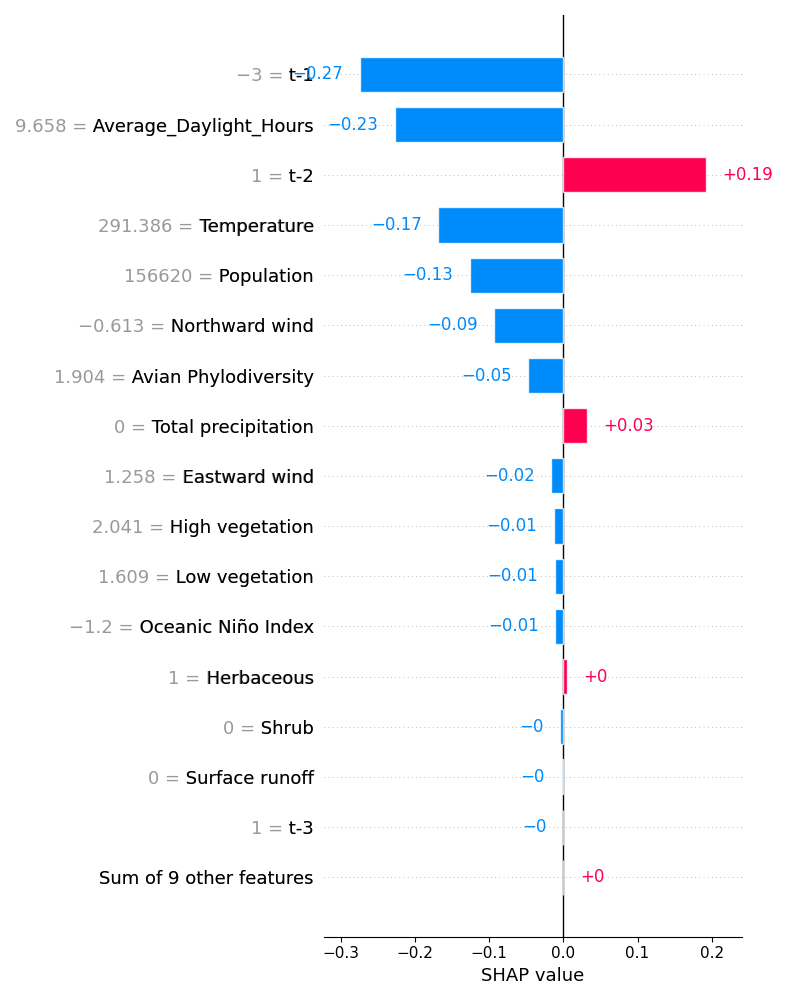 −3 = t-1 −0.27
9.658 = Average_Daylight_Hours −0.23
1 = t-2 +0.19
291.386 = Temperature −0.17
156620 = Population −0.13
−0.613 = Northward wind −0.09
1.904 = Avian Phylodiversity −0.05
0 = Total precipitation +0.03
1.258 = Eastward wind −0.02
2.041 = High vegetation −0.01
1.609 = Low vegetation −0.01
−1.2 = Oceanic Niño Index −0.01
1 = Herbaceous +0
0 = Shrub −0
0 = Surface runoff −0
1 = t-3 −0
Sum of 9 other features +0
−0.3 −0.2 −0.1 0.0 0.1 0.2
SHAP value